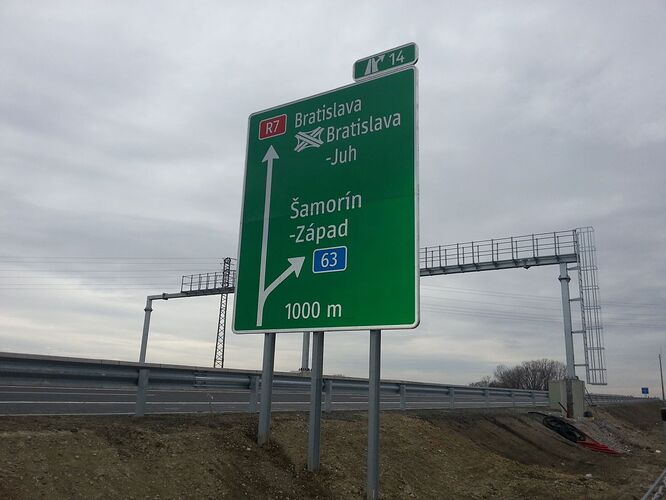 14
R7 Bratislava
Bratislava
-Juh
Šamorín
-Západ
63
1000 m